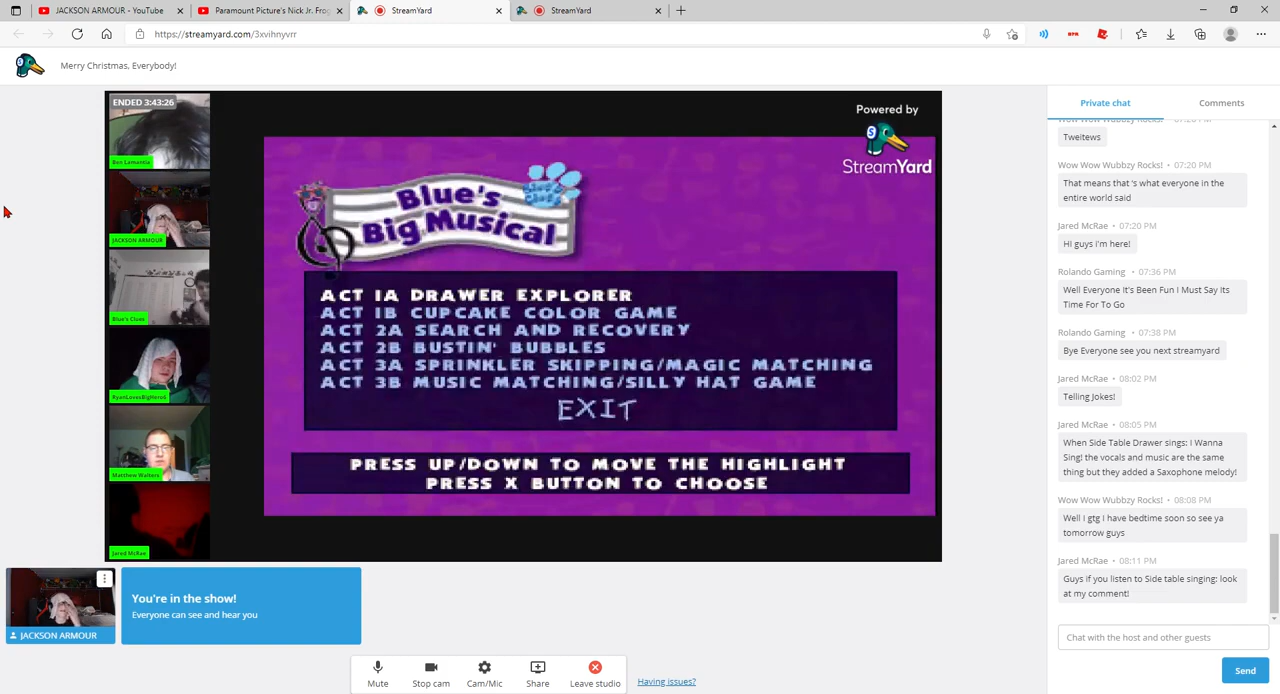 JACKSON ARMOUR - YouTube
Paramount Picture's Nick Jr. Frog
StreamYard
StreamYard
https://streamyard.com/3xvihnyvrr
Merry Christmas, Everybody!
ENDED 3:43:26
Ben Lamantia
JACKSON ARMOUR
Blue's Clues
RyanLovesBigHero6
Matthew Walters
Jared McRae
Powered by
StreamYard
Blue's
Big Musical
ACT 1A DRAWER EXPLORER
ACT 1B CUPCAKE COLOR GAME
ACT 2A SEARCH AND RECOVERY
ACT 2B BUSTIN' BUBBLES
ACT 3A SPRINKLER SKIPPING/MAGIC MATCHING
ACT 3B MUSIC MATCHING/SILLY HAT GAME
EXIT
PRESS UP/DOWN TO MOVE THE HIGHLIGHT
PRESS X BUTTON TO CHOOSE
JACKSON ARMOUR
You're in the show!
Everyone can see and hear you
Mute
Stop cam
Cam/Mic
Share
Leave studio
Having issues?
Private chat
Comments
Wow Wow Wubbzy Rocks! • 07:20 PM
Tweitews
Wow Wow Wubbzy Rocks! • 07:20 PM
That means that 's what everyone in the
entire world said
Jared McRae • 07:20 PM
Hi guys i'm here!
Rolando Gaming • 07:36 PM
Well Everyone It's Been Fun I Must Say Its
Time For To Go
Rolando Gaming • 07:38 PM
Bye Everyone see you next streamyard
Jared McRae • 08:02 PM
Telling Jokes!
Jared McRae • 08:05 PM
When Side Table Drawer sings: I Wanna
Sing! the vocals and music are the same
thing but they added a Saxophone melody!
Wow Wow Wubbzy Rocks! • 08:08 PM
Well I gtg I have bedtime soon so see ya
tomorrow guys
Jared McRae • 08:11 PM
Guys if you listen to Side table singing: look
at my comment!
Chat with the host and other guests
Send